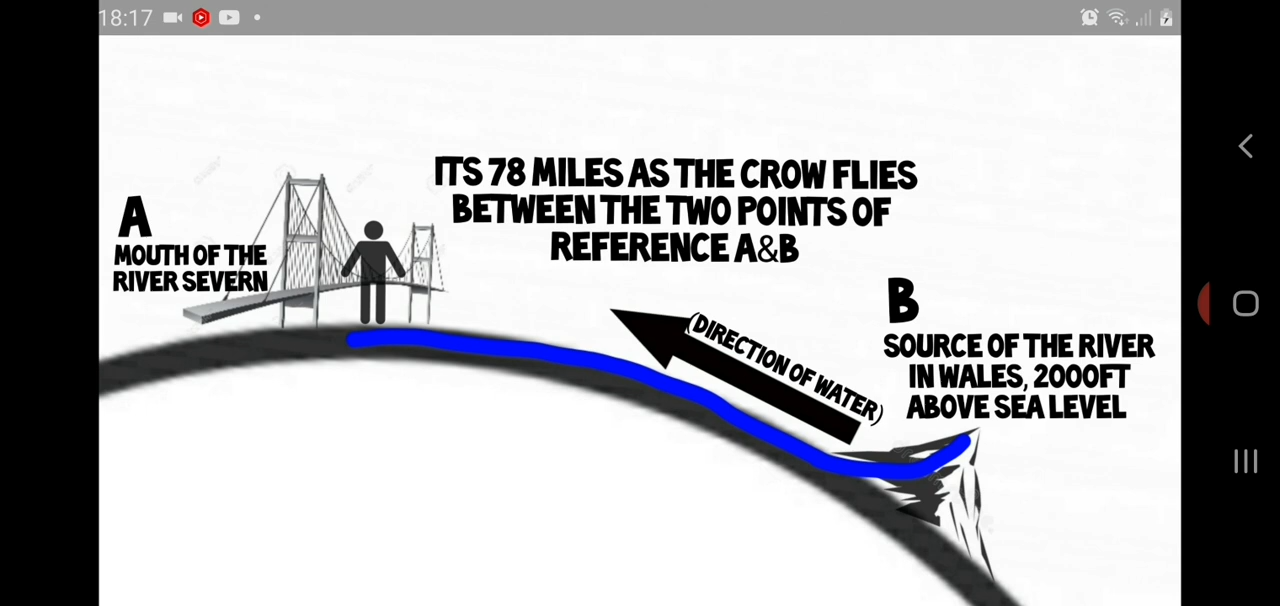 18:17
ITS 78 MILES AS THE CROW FLIES
BETWEEN THE TWO POINTS OF
REFERENCE A&B
A
MOUTH OF THE
RIVER SEVERN
(DIRECTION OF WATER)
B
SOURCE OF THE RIVER
IN WALES, 2000FT
ABOVE SEA LEVEL